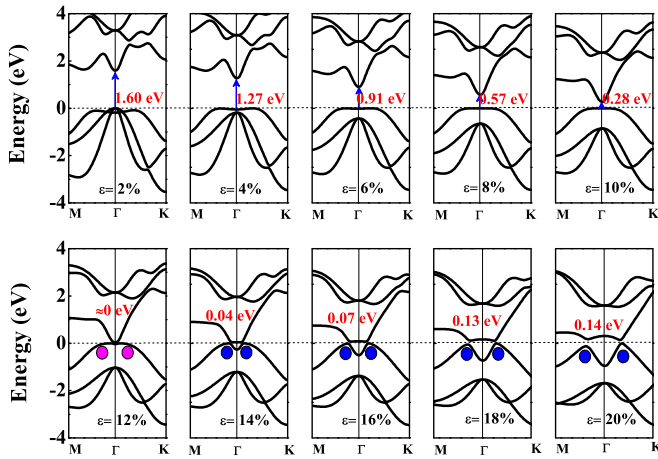 Energy (eV)
4
2
0
-2
-4
1.60 eV
1.27 eV
0.91 eV
0.57 eV
0.28 eV
ε= 2%
ε= 4%
ε= 6%
ε= 8%
ε= 10%
M Γ K M Γ K M Γ K M Γ K M Γ K
Energy (eV)
4
2
0
-2
-4
≈0 eV
0.04 eV
0.07 eV
0.13 eV
0.14 eV
ε= 12%
ε= 14%
ε= 16%
ε= 18%
ε= 20%
M Γ K M Γ K M Γ K M Γ K M Γ K